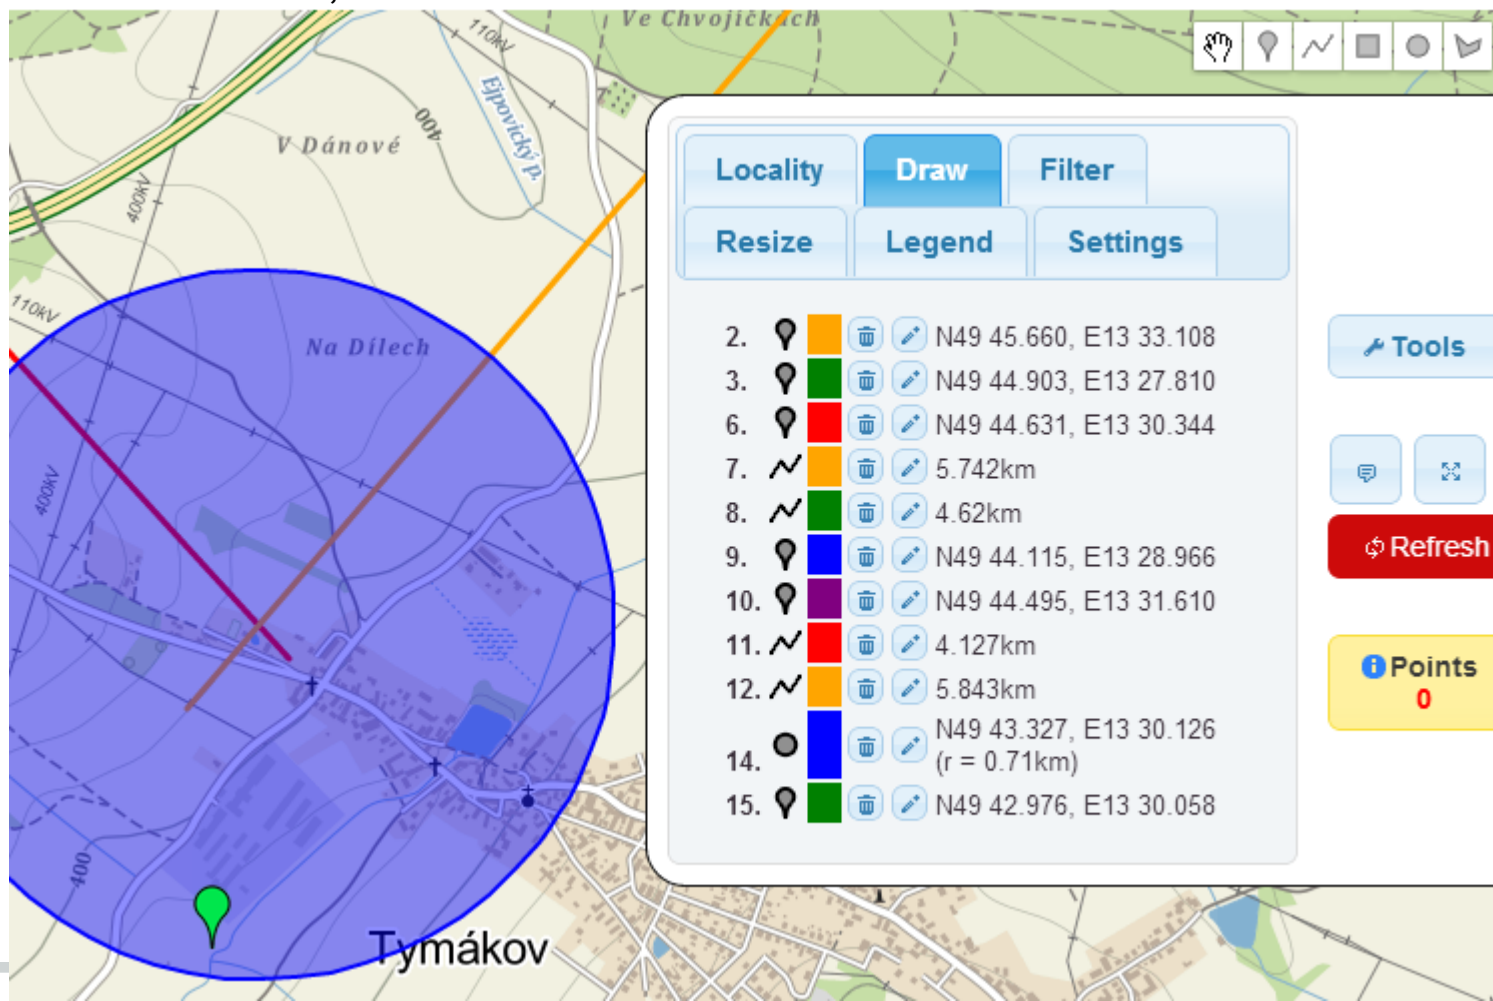 Ve Chvojíčkách
110kV
Ejpovický p.
400
V Dánové
400kV
110kV
Na Dílech
400kV
400
Tymákov
Locality
Draw
Filter
Resize
Legend
Settings
2. N49 45.660, E13 33.108
3. N49 44.903, E13 27.810
6. N49 44.631, E13 30.344
7. 5.742km
8. 4.62km
9. N49 44.115, E13 28.966
10. N49 44.495, E13 31.610
11. 4.127km
12. 5.843km
14. N49 43.327, E13 30.126
(r = 0.71km)
15. N49 42.976, E13 30.058
Tools
Refresh
Points
0